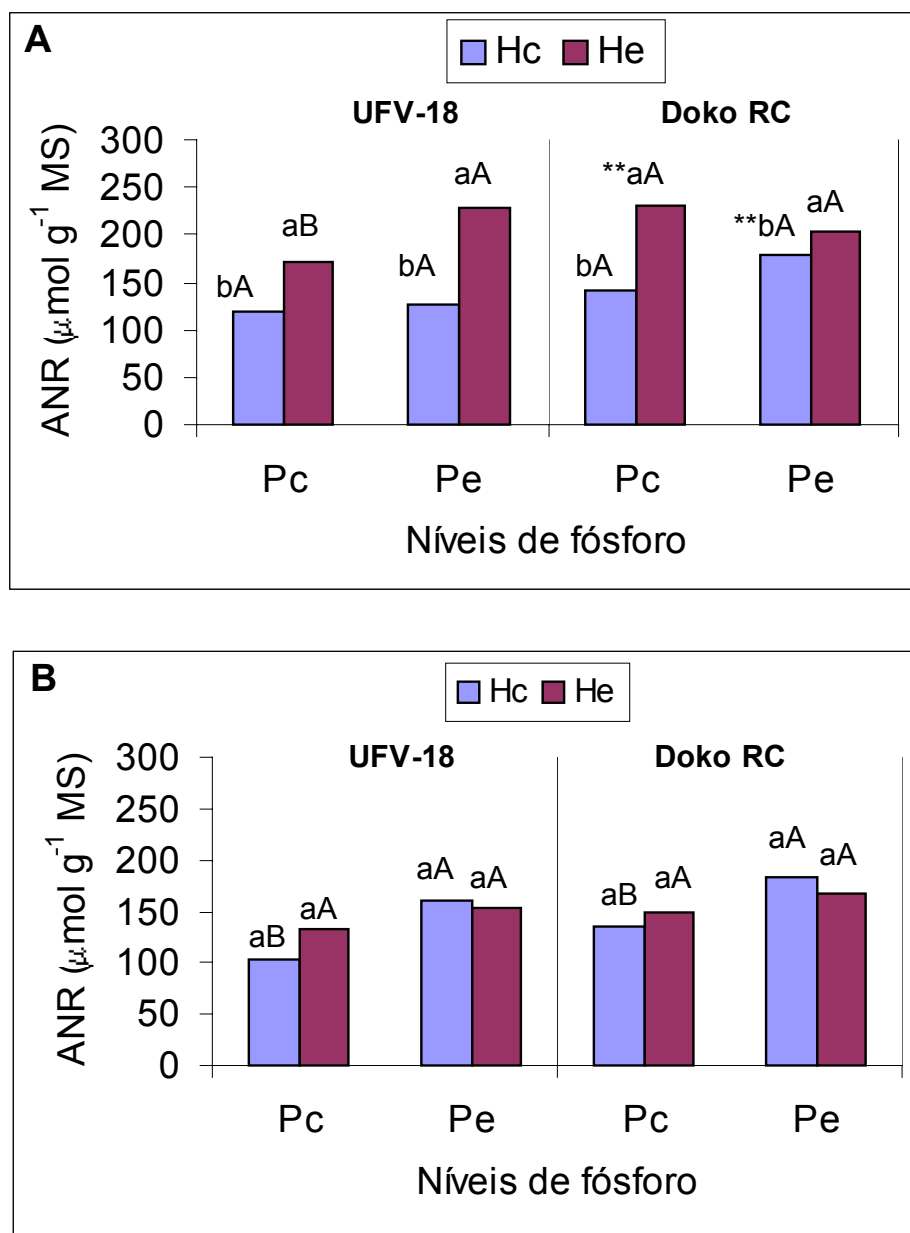 A
Hc He
UFV-18 Doko RC
ANR (μmol g⁻¹ MS)
300
250
200
150
100
50
0
bA aB bA aA bA **aA **bA aA
Pc Pe Pc Pe
Níveis de fósforo
B
Hc He
UFV-18 Doko RC
ANR (μmol g⁻¹ MS)
300
250
200
150
100
50
0
aB aA aA aA aB aA aA aA
Pc Pe Pc Pe
Níveis de fósforo